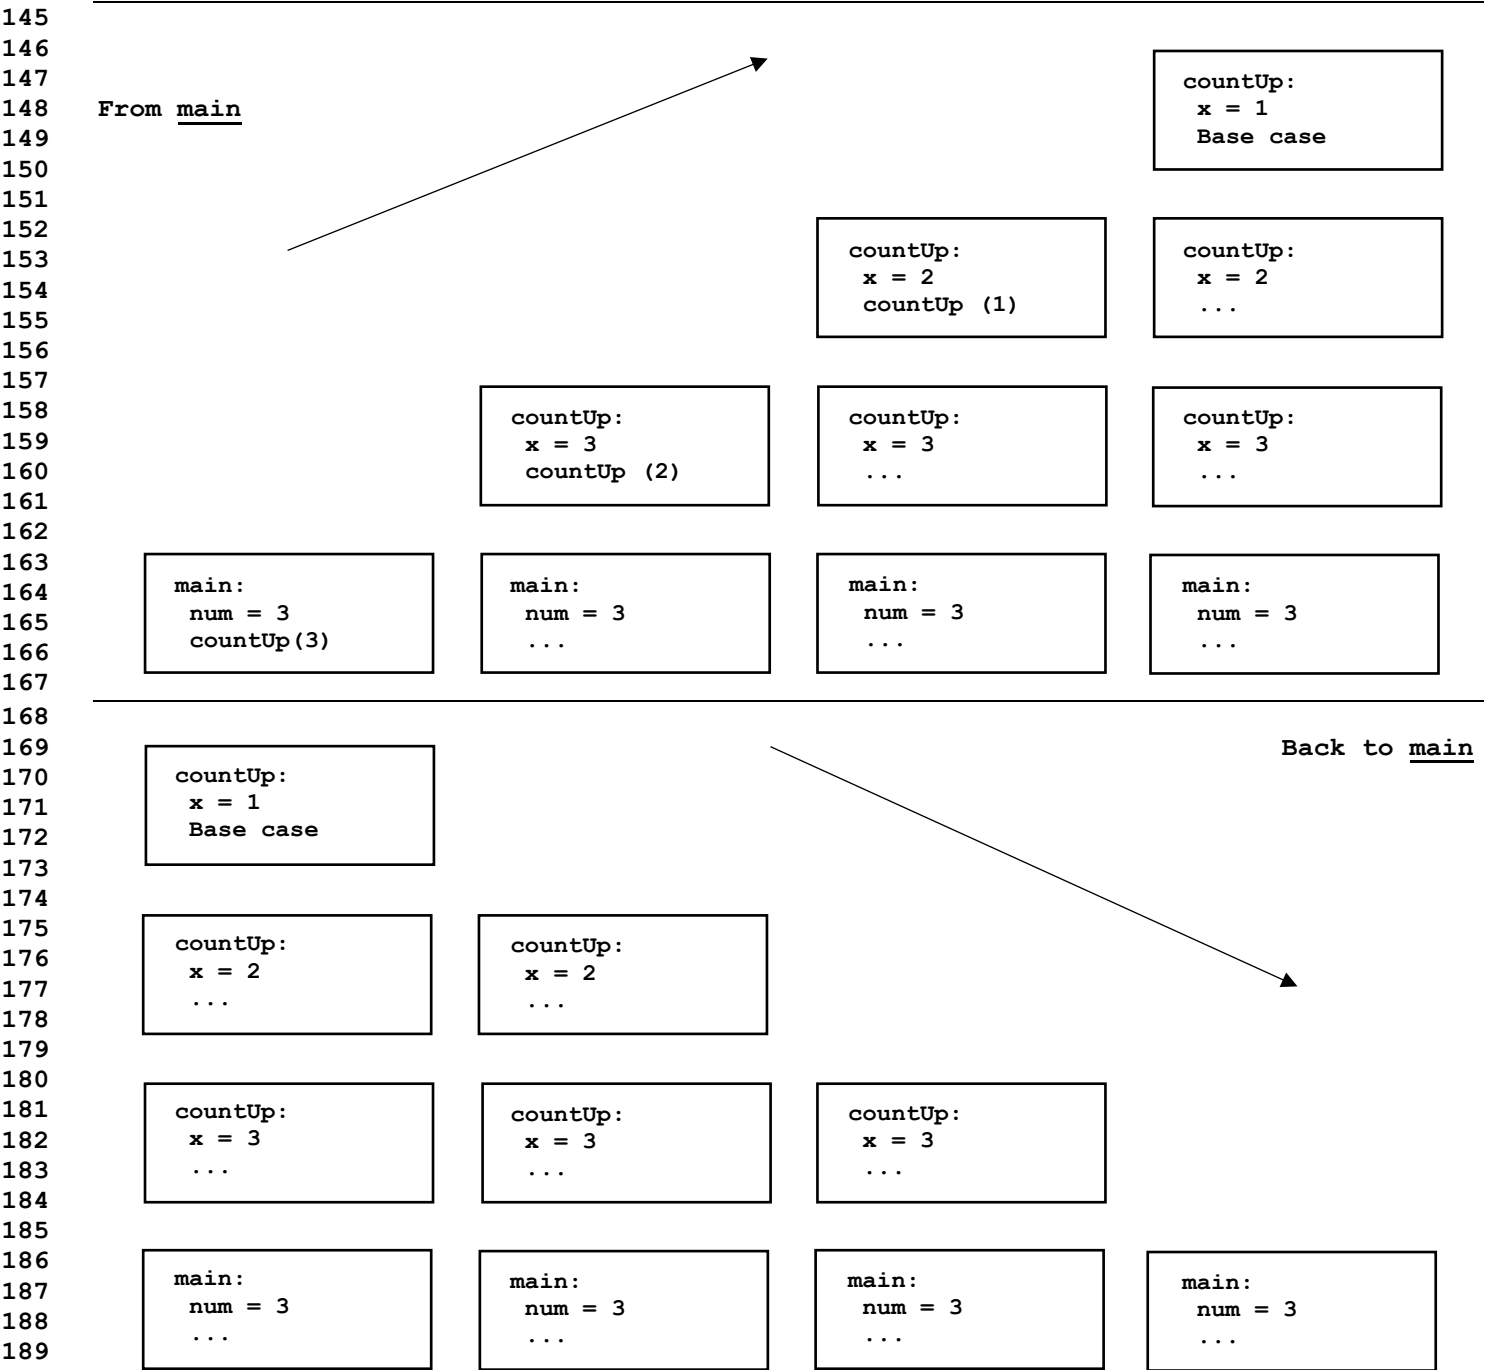 145
146
147 countUp:
148 From main x = 1
149 Base case
150
151
152
153 countUp: countUp:
154 x = 2 x = 2
155 countUp (1) ...
156
157
158 countUp: countUp: countUp:
159 x = 3 x = 3 x = 3
160 countUp (2) ... ...
161
162
163
164 main: main: main: main:
165 num = 3 num = 3 num = 3 num = 3
166 countUp(3) ... ... ...
167
168
169 Back to main
170 countUp:
171 x = 1
172 Base case
173
174
175
176 countUp: countUp:
177 x = 2 x = 2
178 ... ...
179
180
181 countUp: countUp: countUp:
182 x = 3 x = 3 x = 3
183 ... ... ...
184
185
186
187 main: main: main: main:
188 num = 3 num = 3 num = 3 num = 3
189 ... ... ... ...